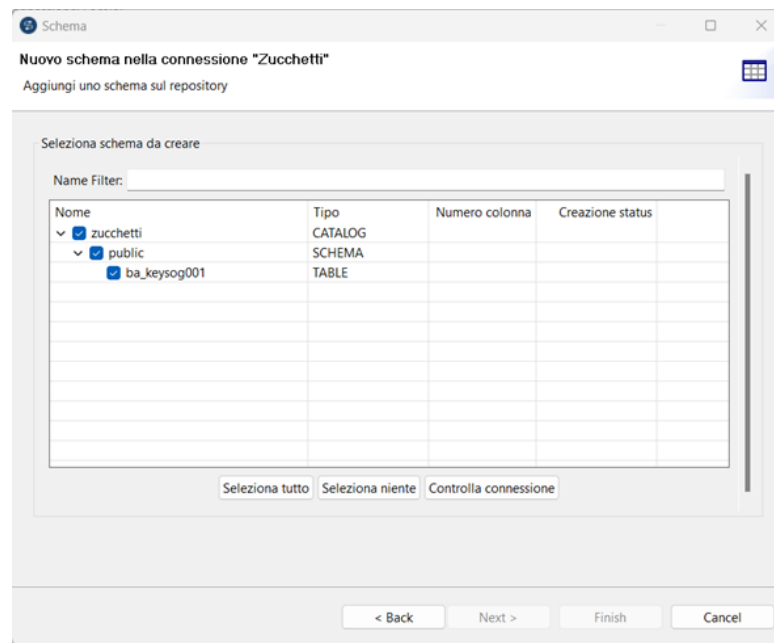 Schema
Nuovo schema nella connessione "Zucchetti"
Aggiungi uno schema sul repository
Seleziona schema da creare
Name Filter:
Nome Tipo Numero colonna Creazione status
zucchetti CATALOG
public SCHEMA
ba_keysog001 TABLE
Seleziona tutto Seleziona niente Controlla connessione
< Back Next > Finish Cancel